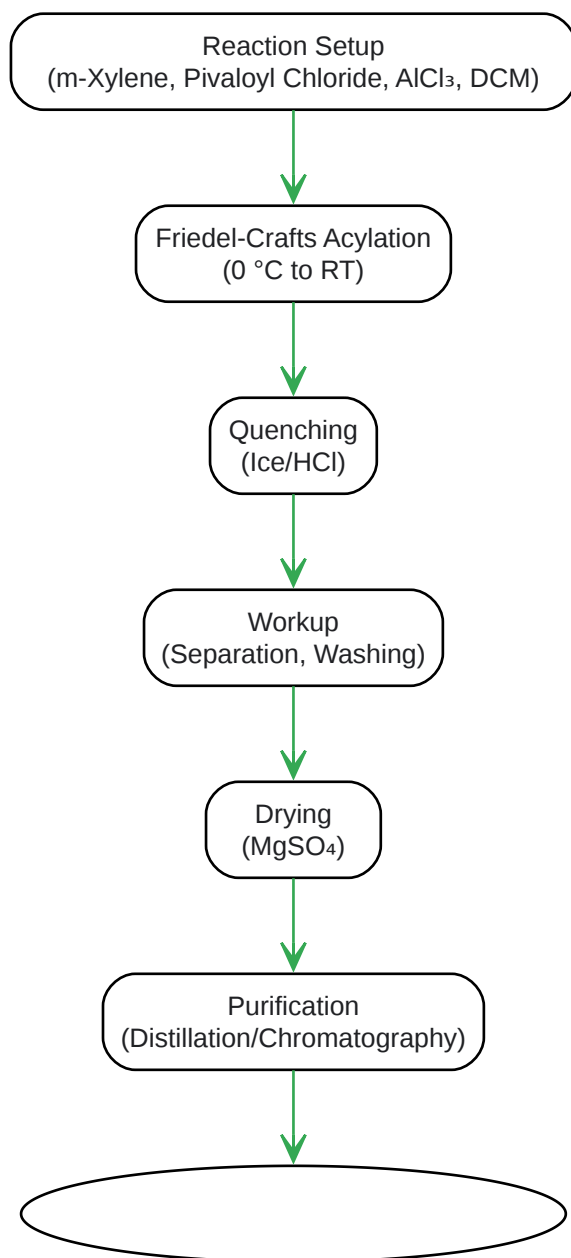 Reaction Setup
(m-Xylene, Pivaloyl Chloride, AlCl₃, DCM)
Friedel-Crafts Acylation
(0 °C to RT)
Quenching
(Ice/HCl)
Workup
(Separation, Washing)
Drying
(MgSO₄)
Purification
(Distillation/Chromatography)